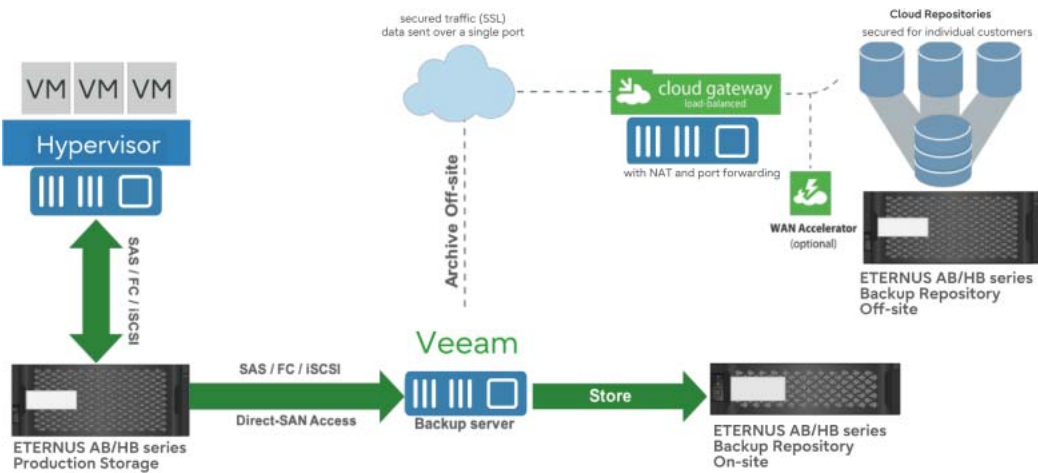 secured traffic (SSL)
data sent over a single port
Cloud Repositories
secured for individual customers
VM VM VM
Hypervisor
cloud gateway
load-balanced
with NAT and port forwarding
WAN Accelerator
(optional)
ETERNUS AB/HB series
Backup Repository
Off-site
SAS / FC / iSCSI
Archive Off-site
Veeam
SAS / FC / iSCSI
Direct-SAN Access
Backup server
Store
ETERNUS AB/HB series
Production Storage
ETERNUS AB/HB series
Backup Repository
On-site